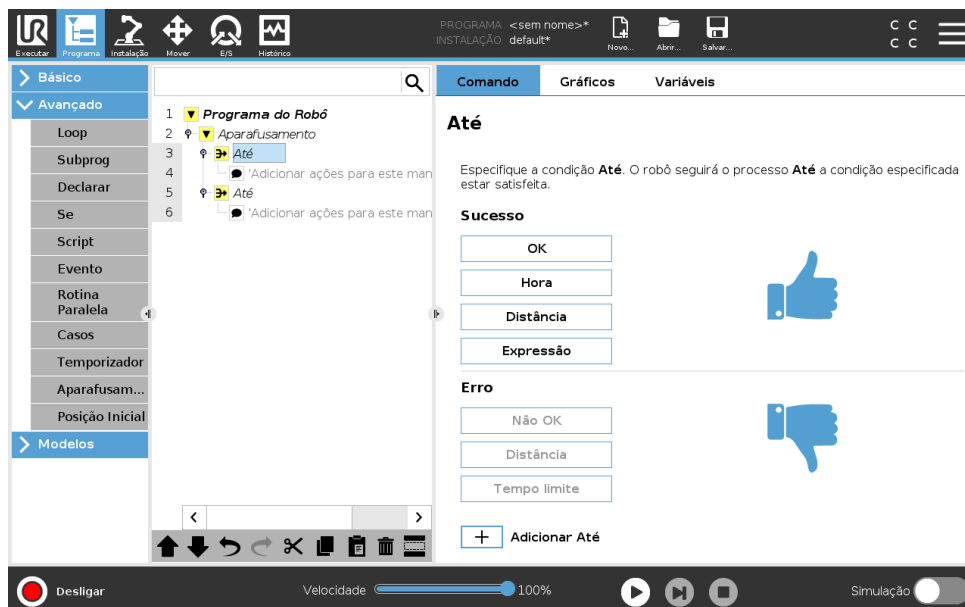 Executar
Programa
Instalação
Mover
E/S
Histórico
PROGRAMA <sem nome>*
INSTALAÇÃO default*
Novo...
Abrir...
Salvar...
C C
C C
Básico
Avançado
Loop
Subprog
Declarar
Se
Script
Evento
Rotina
Paralela
Casos
Temporizador
Aparafusam...
Posição Inicial
Modelos
1 Programa do Robô
2 Aparafusamento
3 Até
4 'Adicionar ações para este man
5 Até
6 'Adicionar ações para este man
Comando
Gráficos
Variáveis
Até
Especifique a condição Até. O robô seguirá o processo Até a condição especificada
estar satisfeita.
Sucesso
OK
Hora
Distância
Expressão
Erro
Não OK
Distância
Tempo limite
+ Adicionar Até
Desligar
Velocidade
100%
Simulação